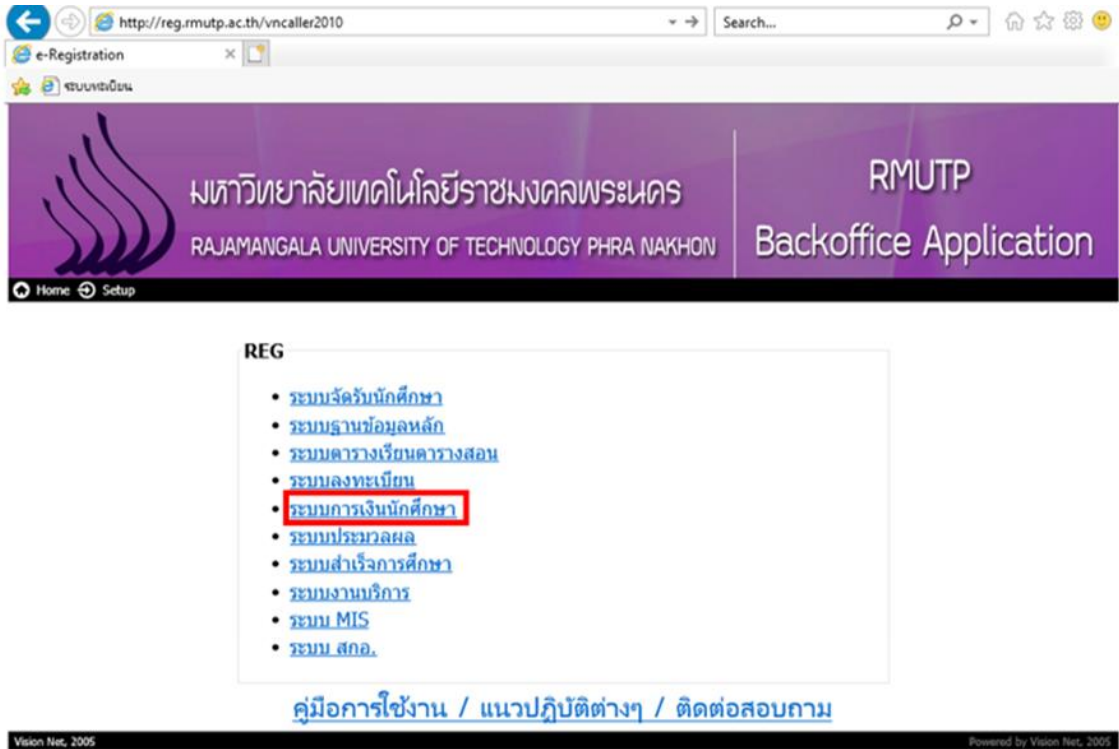 http://reg.rmutp.ac.th/vncaller2010
Search...
e-Registration
ระบบทะเบียน
มหาวิทยาลัยเทคโนโลยีราชมงคลพระนคร
RAJAMANGALA UNIVERSITY OF TECHNOLOGY PHRA NAKHON
RMUTP
Backoffice Application
Home Setup
REG
ระบบจัดรับนักศึกษา
ระบบฐานข้อมูลหลัก
ระบบตารางเรียนตารางสอน
ระบบลงทะเบียน
ระบบการเงินนักศึกษา
ระบบประมวลผล
ระบบสำเร็จการศึกษา
ระบบงานบริการ
ระบบ MIS
ระบบ สกอ.
คู่มือการใช้งาน / แนวปฏิบัติต่างๆ / ติดต่อสอบถาม
Vision Net, 2005
Powered by Vision Net, 2005